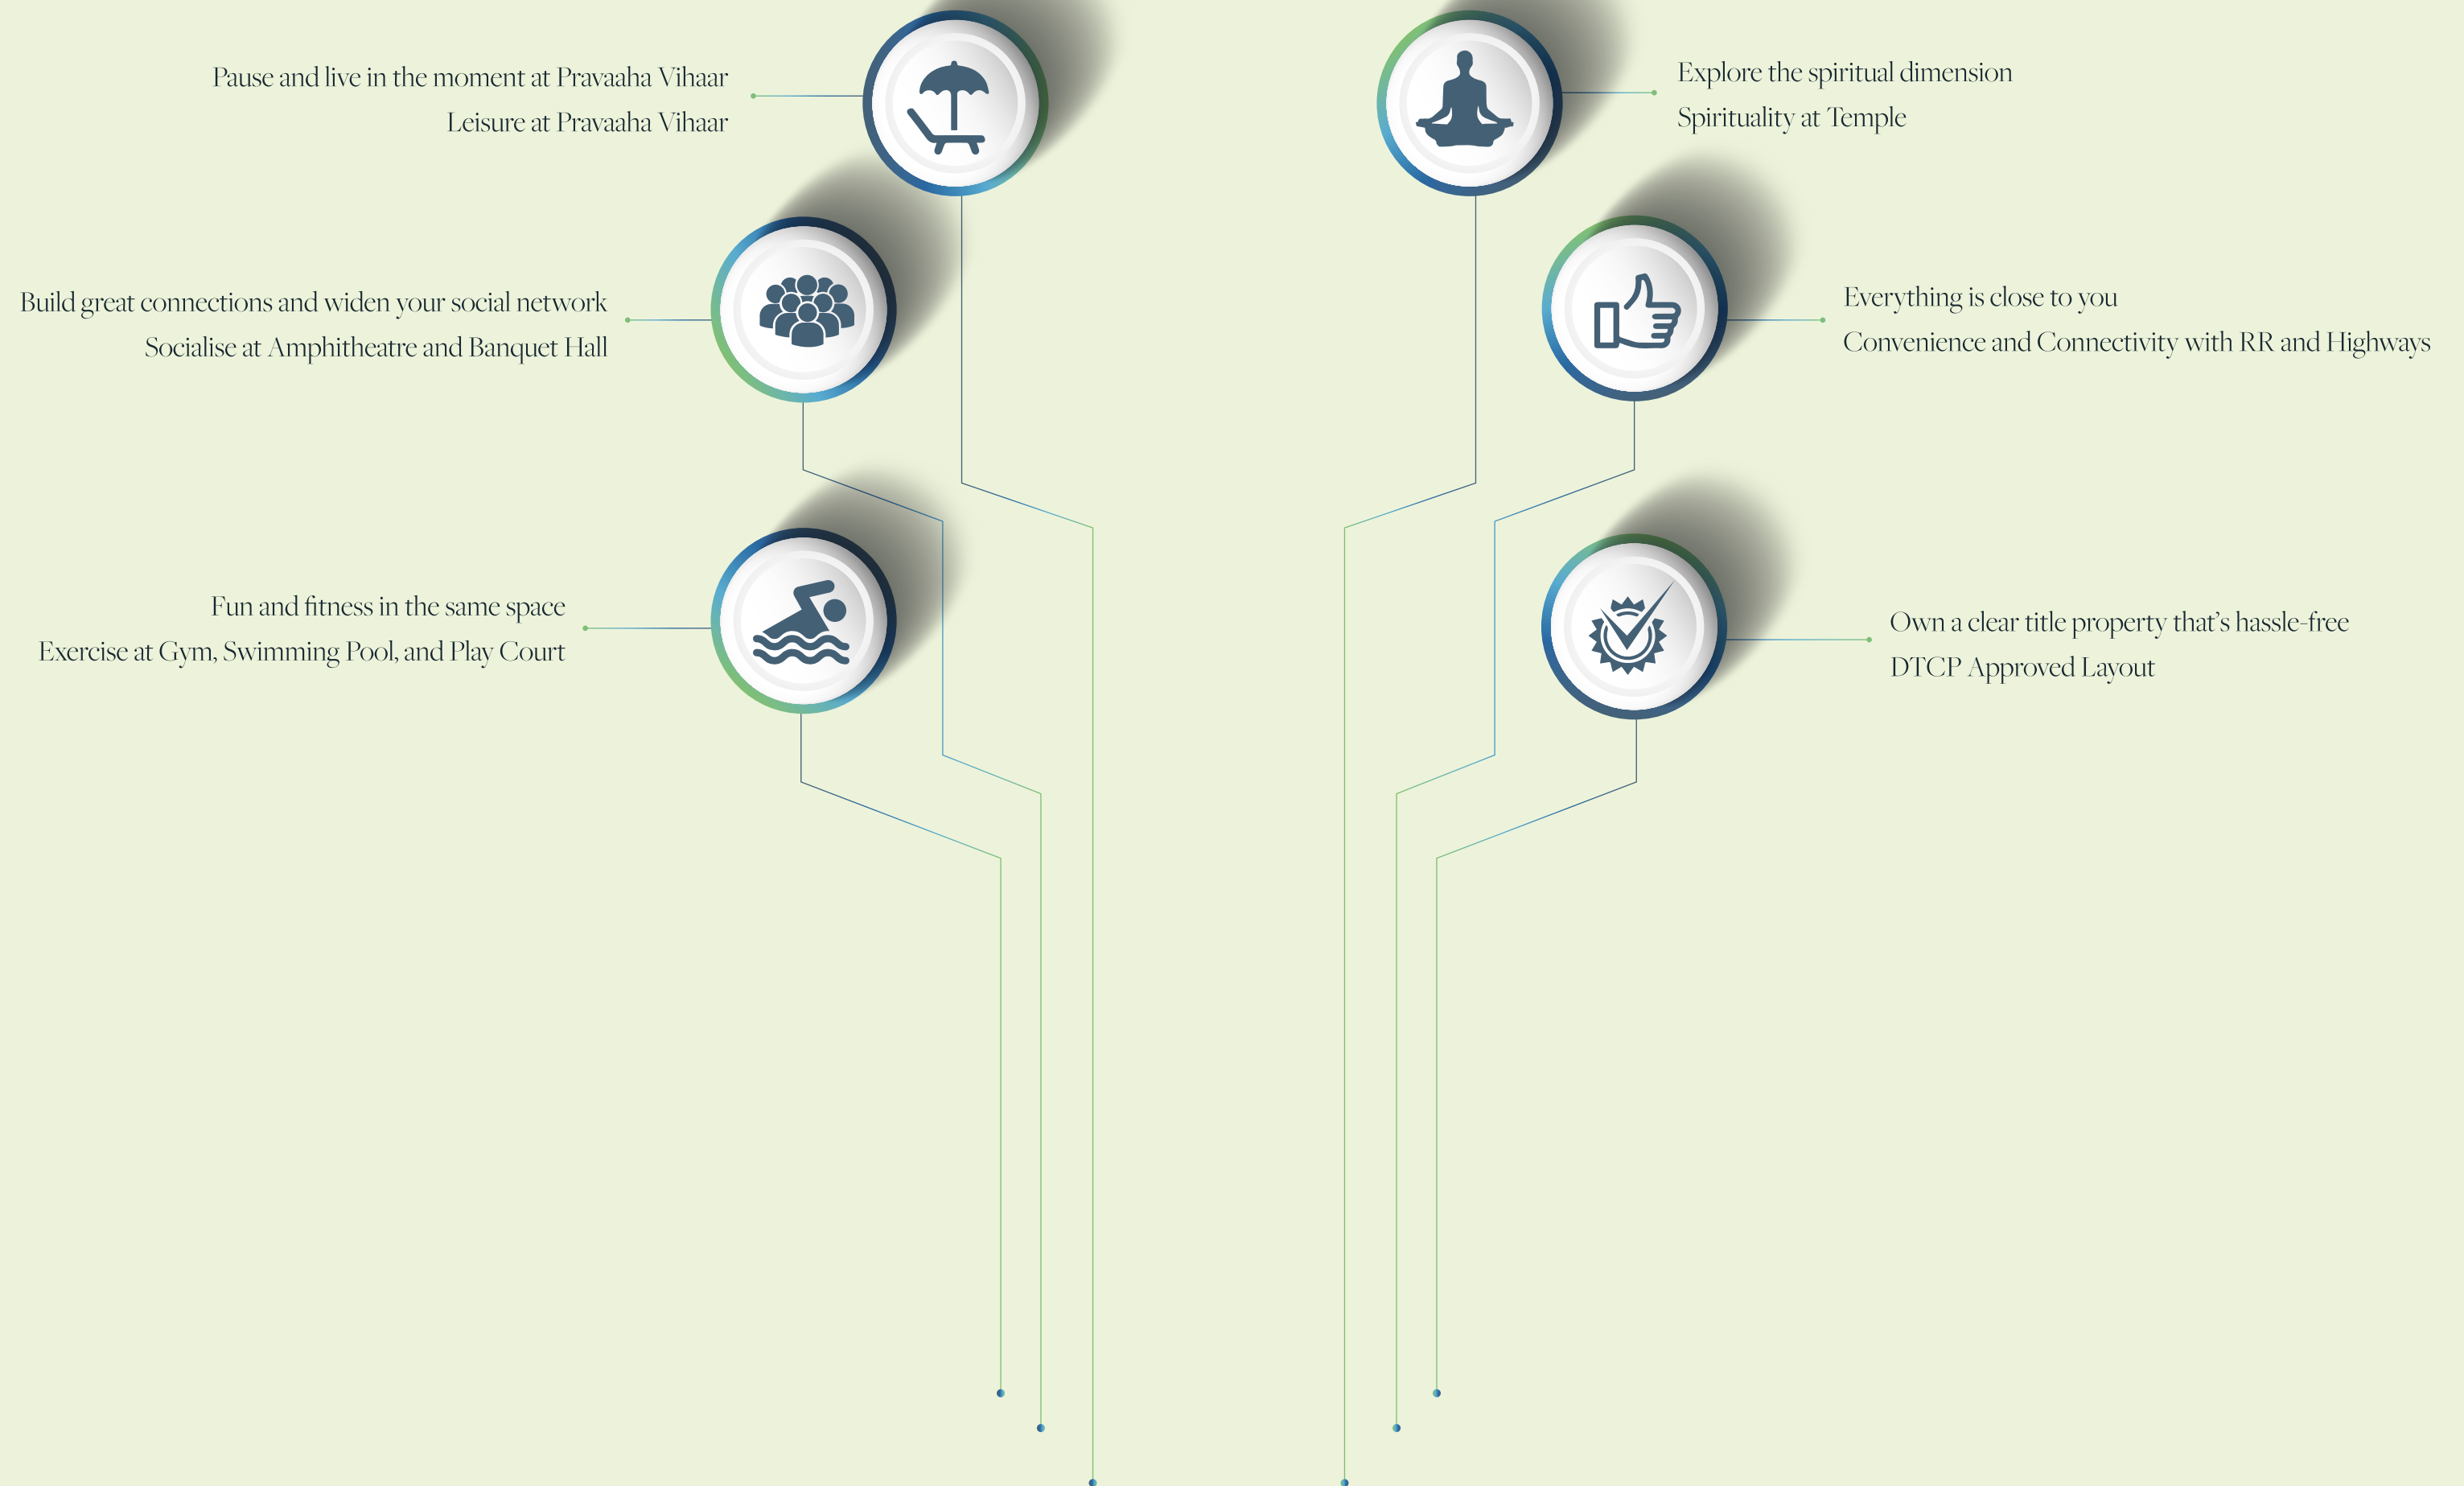 Pause and live in the moment at Pravaaha Vihaar
Leisure at Pravaaha Vihaar
Explore the spiritual dimension
Spirituality at Temple
Build great connections and widen your social network
Socialise at Amphitheatre and Banquet Hall
Everything is close to you
Convenience and Connectivity with RR and Highways
Fun and fitness in the same space
Exercise at Gym, Swimming Pool, and Play Court
Own a clear title property that’s hassle-free
DTCP Approved Layout